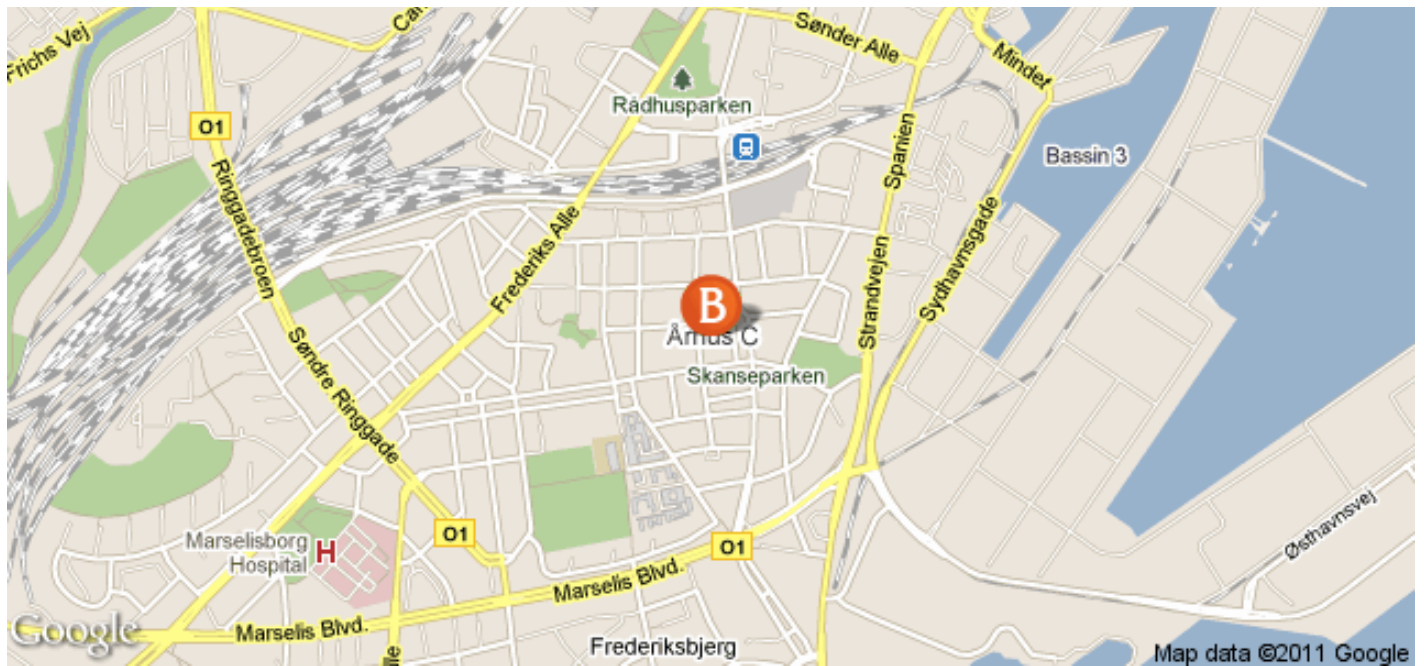 Frichs Vej
Sønder Alle
Mindet
Rådhusparken
O1
Bassin 3
Ringgadebroen
Spanien
Frederiks Alle
Sydhavnsgade
Strandvejen
B
Århus C
Skanseparken
Søndre Ringgade
Østhavnsvej
O1
O1
Marselisborg
Hospital
H
Marselis Blvd.
Marselis Blvd.
Google
Frederiksbjerg
Map data ©2011 Google